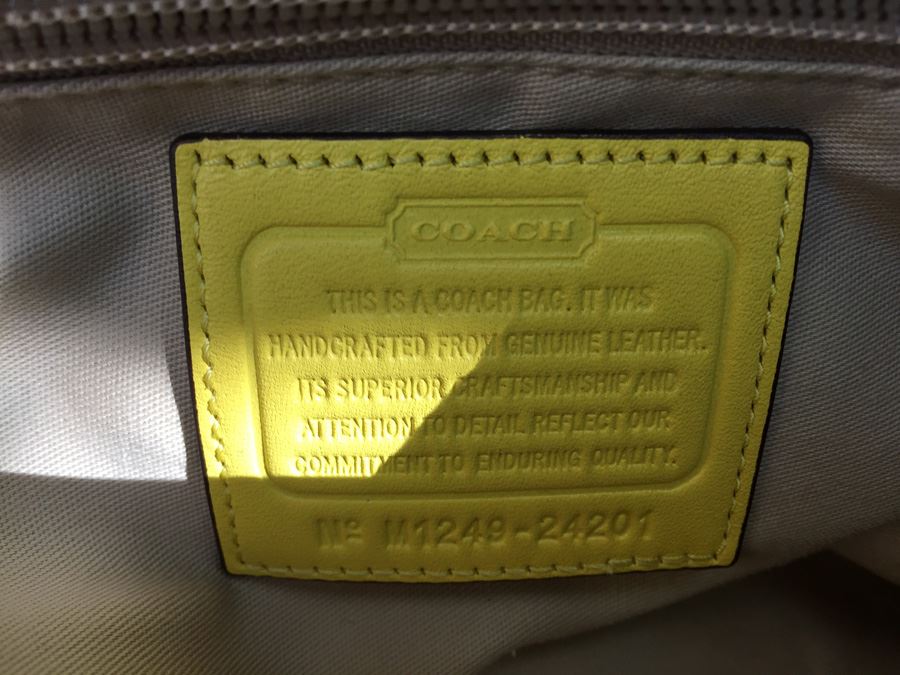 COACH
THIS IS A COACH BAG. IT WAS
HANDCRAFTED FROM GENUINE LEATHER.
ITS SUPERIOR CRAFTSMANSHIP AND
ATTENTION TO DETAIL REFLECT OUR
COMMITMENT TO ENDURING QUALITY.
Nº M1249-24201